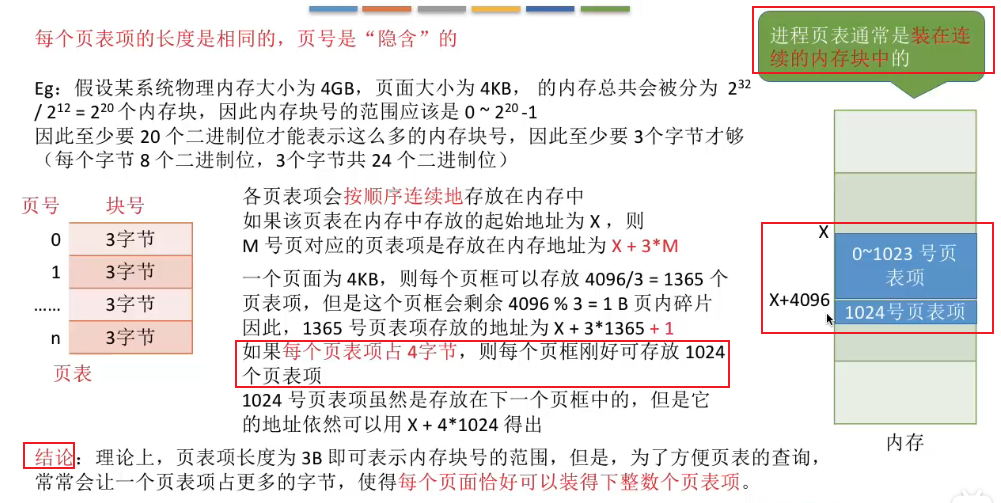 每个页表项的长度是相同的，页号是“隐含”的
进程页表通常是装在连
续的内存块中的
Eg：假设某系统物理内存大小为 4GB，页面大小为 4KB， 的内存总共会被分为 2³²
/ 2¹² = 2²⁰ 个内存块，因此内存块号的范围应该是 0 ~ 2²⁰ -1
因此至少要 20 个二进制位才能表示这么多的内存块号，因此至少要 3个字节才够
（每个字节 8 个二进制位，3个字节共 24 个二进制位）
页号 块号
0 3字节
1 3字节
…… 3字节
n 3字节
页表
各页表项会按顺序连续地存放在内存中
如果该页表在内存中存放的起始地址为 X ，则
M 号页对应的页表项是存放在内存地址为 X + 3*M
一个页面为 4KB，则每个页框可以存放 4096/3 = 1365 个
页表项，但是这个页框会剩余 4096 % 3 = 1 B 页内碎片
因此，1365 号页表项存放的地址为 X + 3*1365 + 1
如果每个页表项占 4字节，则每个页框刚好可存放 1024
个页表项
1024 号页表项虽然是存放在下一个页框中的，但是它
的地址依然可以用 X + 4*1024 得出
X
0~1023 号页
表项
X+4096
1024号页表项
内存
结论：理论上，页表项长度为 3B 即可表示内存块号的范围，但是，为了方便页表的查询，
常常会让一个页表项占更多的字节，使得每个页面恰好可以装得下整数个页表项。